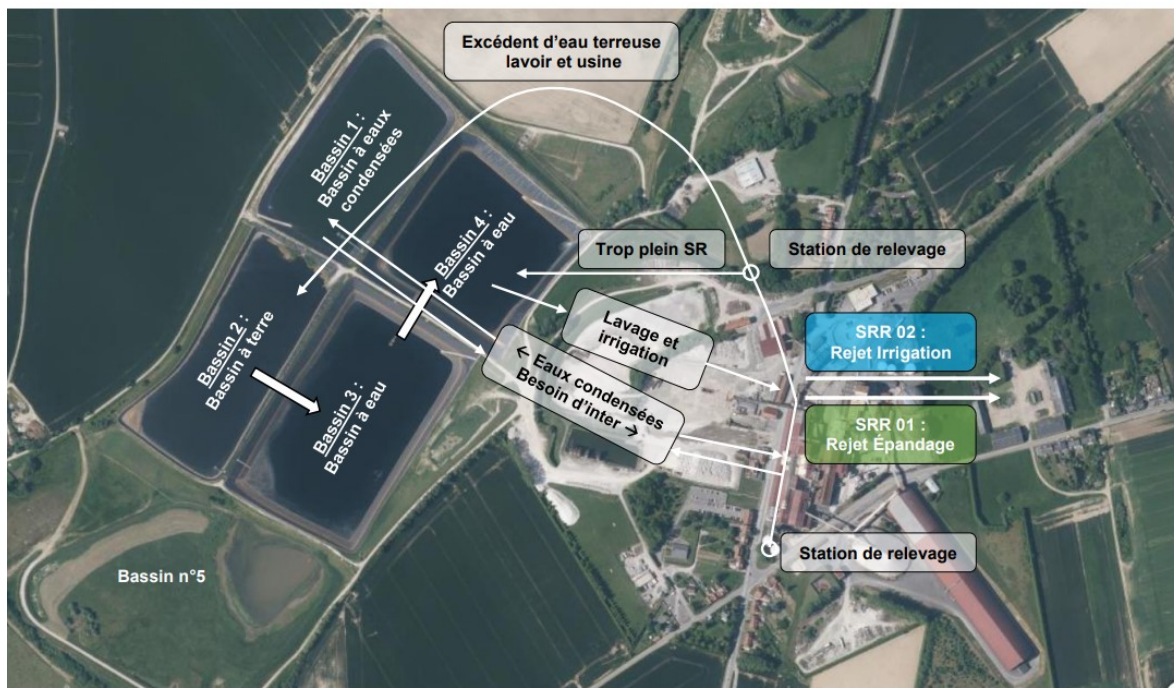 Excédent d'eau terreuse
lavoir et usine
Bassin 1 :
Bassin à eaux
condensées
Bassin 4 :
Bassin à eau
Trop plein SR
Station de relevage
Bassin 2 :
Bassin à terre
Bassin 3 :
Bassin à eau
Lavage et
irrigation
← Eaux condensées
Besoin d'inter →
SRR 02 :
Rejet Irrigation
SRR 01 :
Rejet Épandage
Station de relevage
Bassin n°5